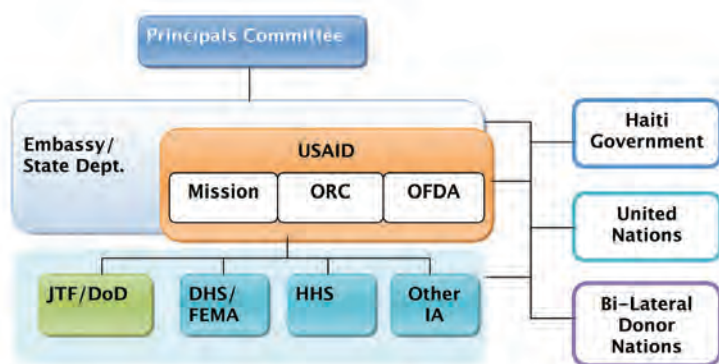 Principals Committee
Embassy/
State Dept.
USAID
Mission
ORC
OFDA
Haiti
Government
United
Nations
Bi-Lateral
Donor
Nations
JTF/DoD
DHS/
FEMA
HHS
Other
IA